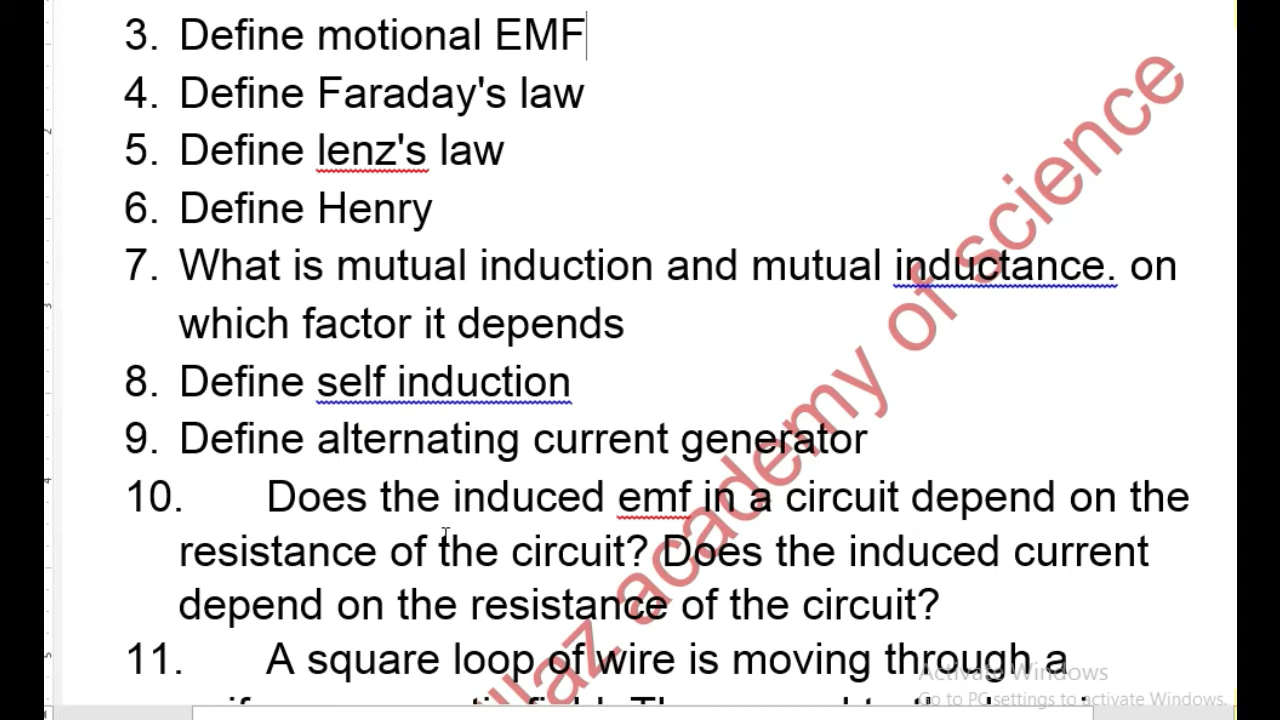 3. Define motional EMF
4. Define Faraday's law
5. Define lenz's law
6. Define Henry
7. What is mutual induction and mutual inductance. on
which factor it depends
8. Define self induction
9. Define alternating current generator
10. Does the induced emf in a circuit depend on the
resistance of the circuit? Does the induced current
depend on the resistance of the circuit?
11. A square loop of wire is moving through a
academy of science
Activate Windows
Go to PC settings to activate Windows.